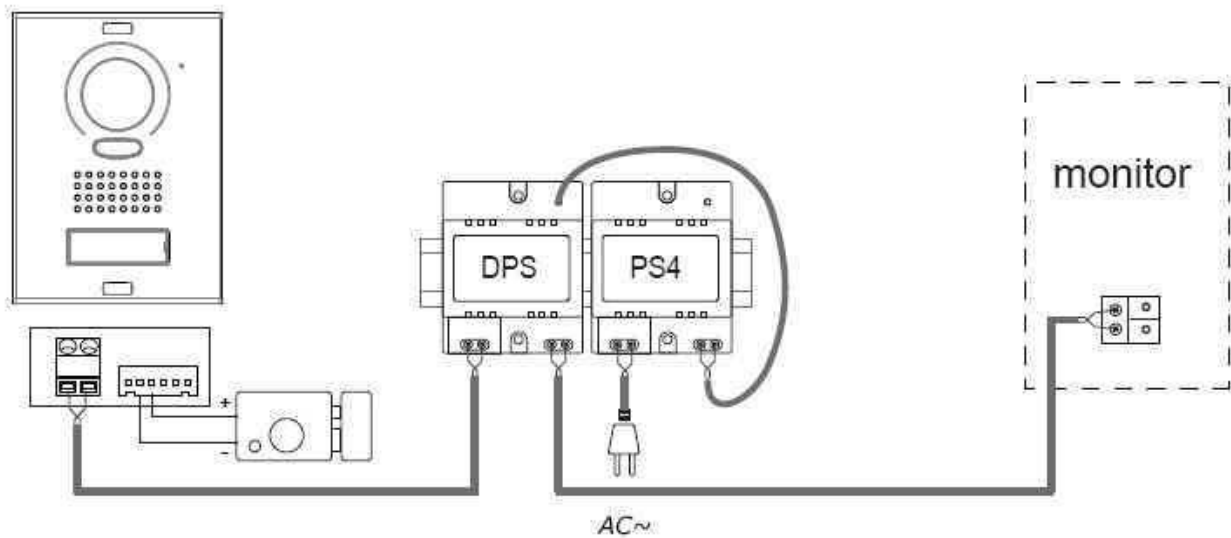 monitor
DPS
PS4
+
-
AC~